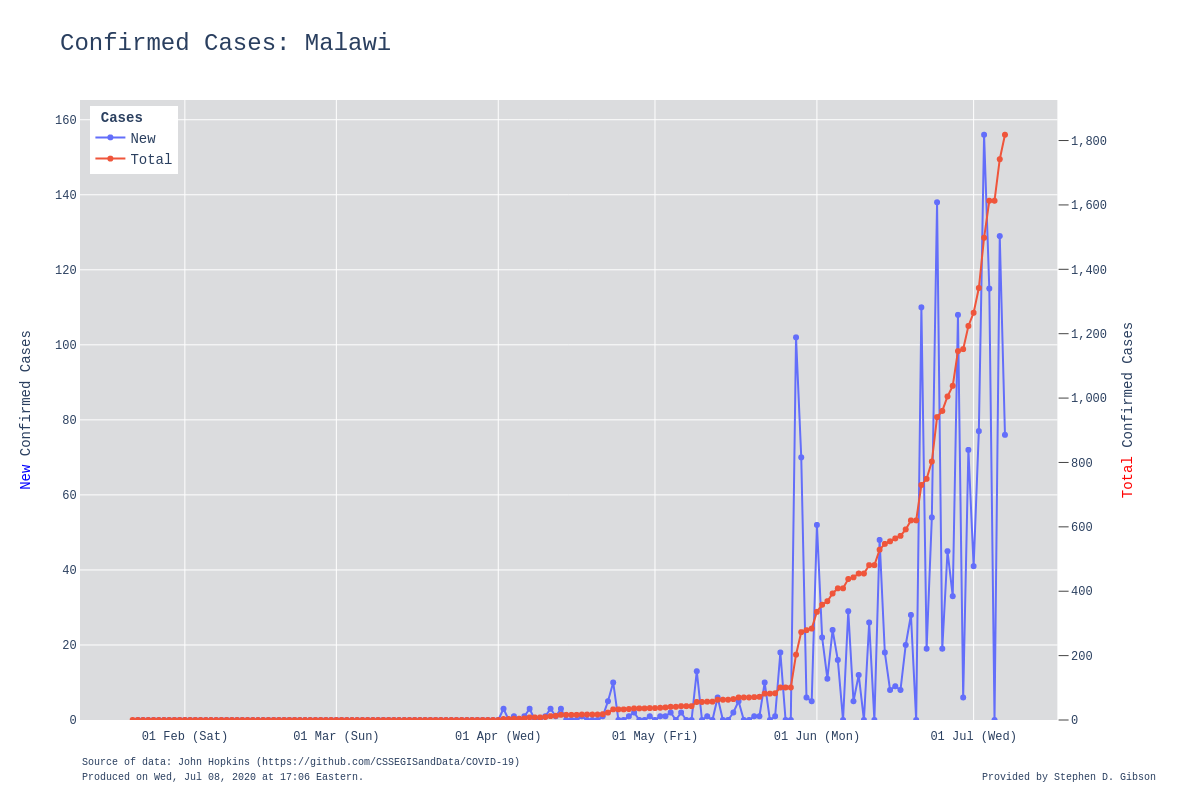 Confirmed Cases: Malawi
Cases
New
Total
160
140
120
100
80
60
40
20
0
1,800
1,600
1,400
1,200
1,000
800
600
400
200
0
New Confirmed Cases
Total Confirmed Cases
01 Feb (Sat)
01 Mar (Sun)
01 Apr (Wed)
01 May (Fri)
01 Jun (Mon)
01 Jul (Wed)
Source of data: John Hopkins (https://github.com/CSSEGISandData/COVID-19)
Produced on Wed, Jul 08, 2020 at 17:06 Eastern.
Provided by Stephen D. Gibson